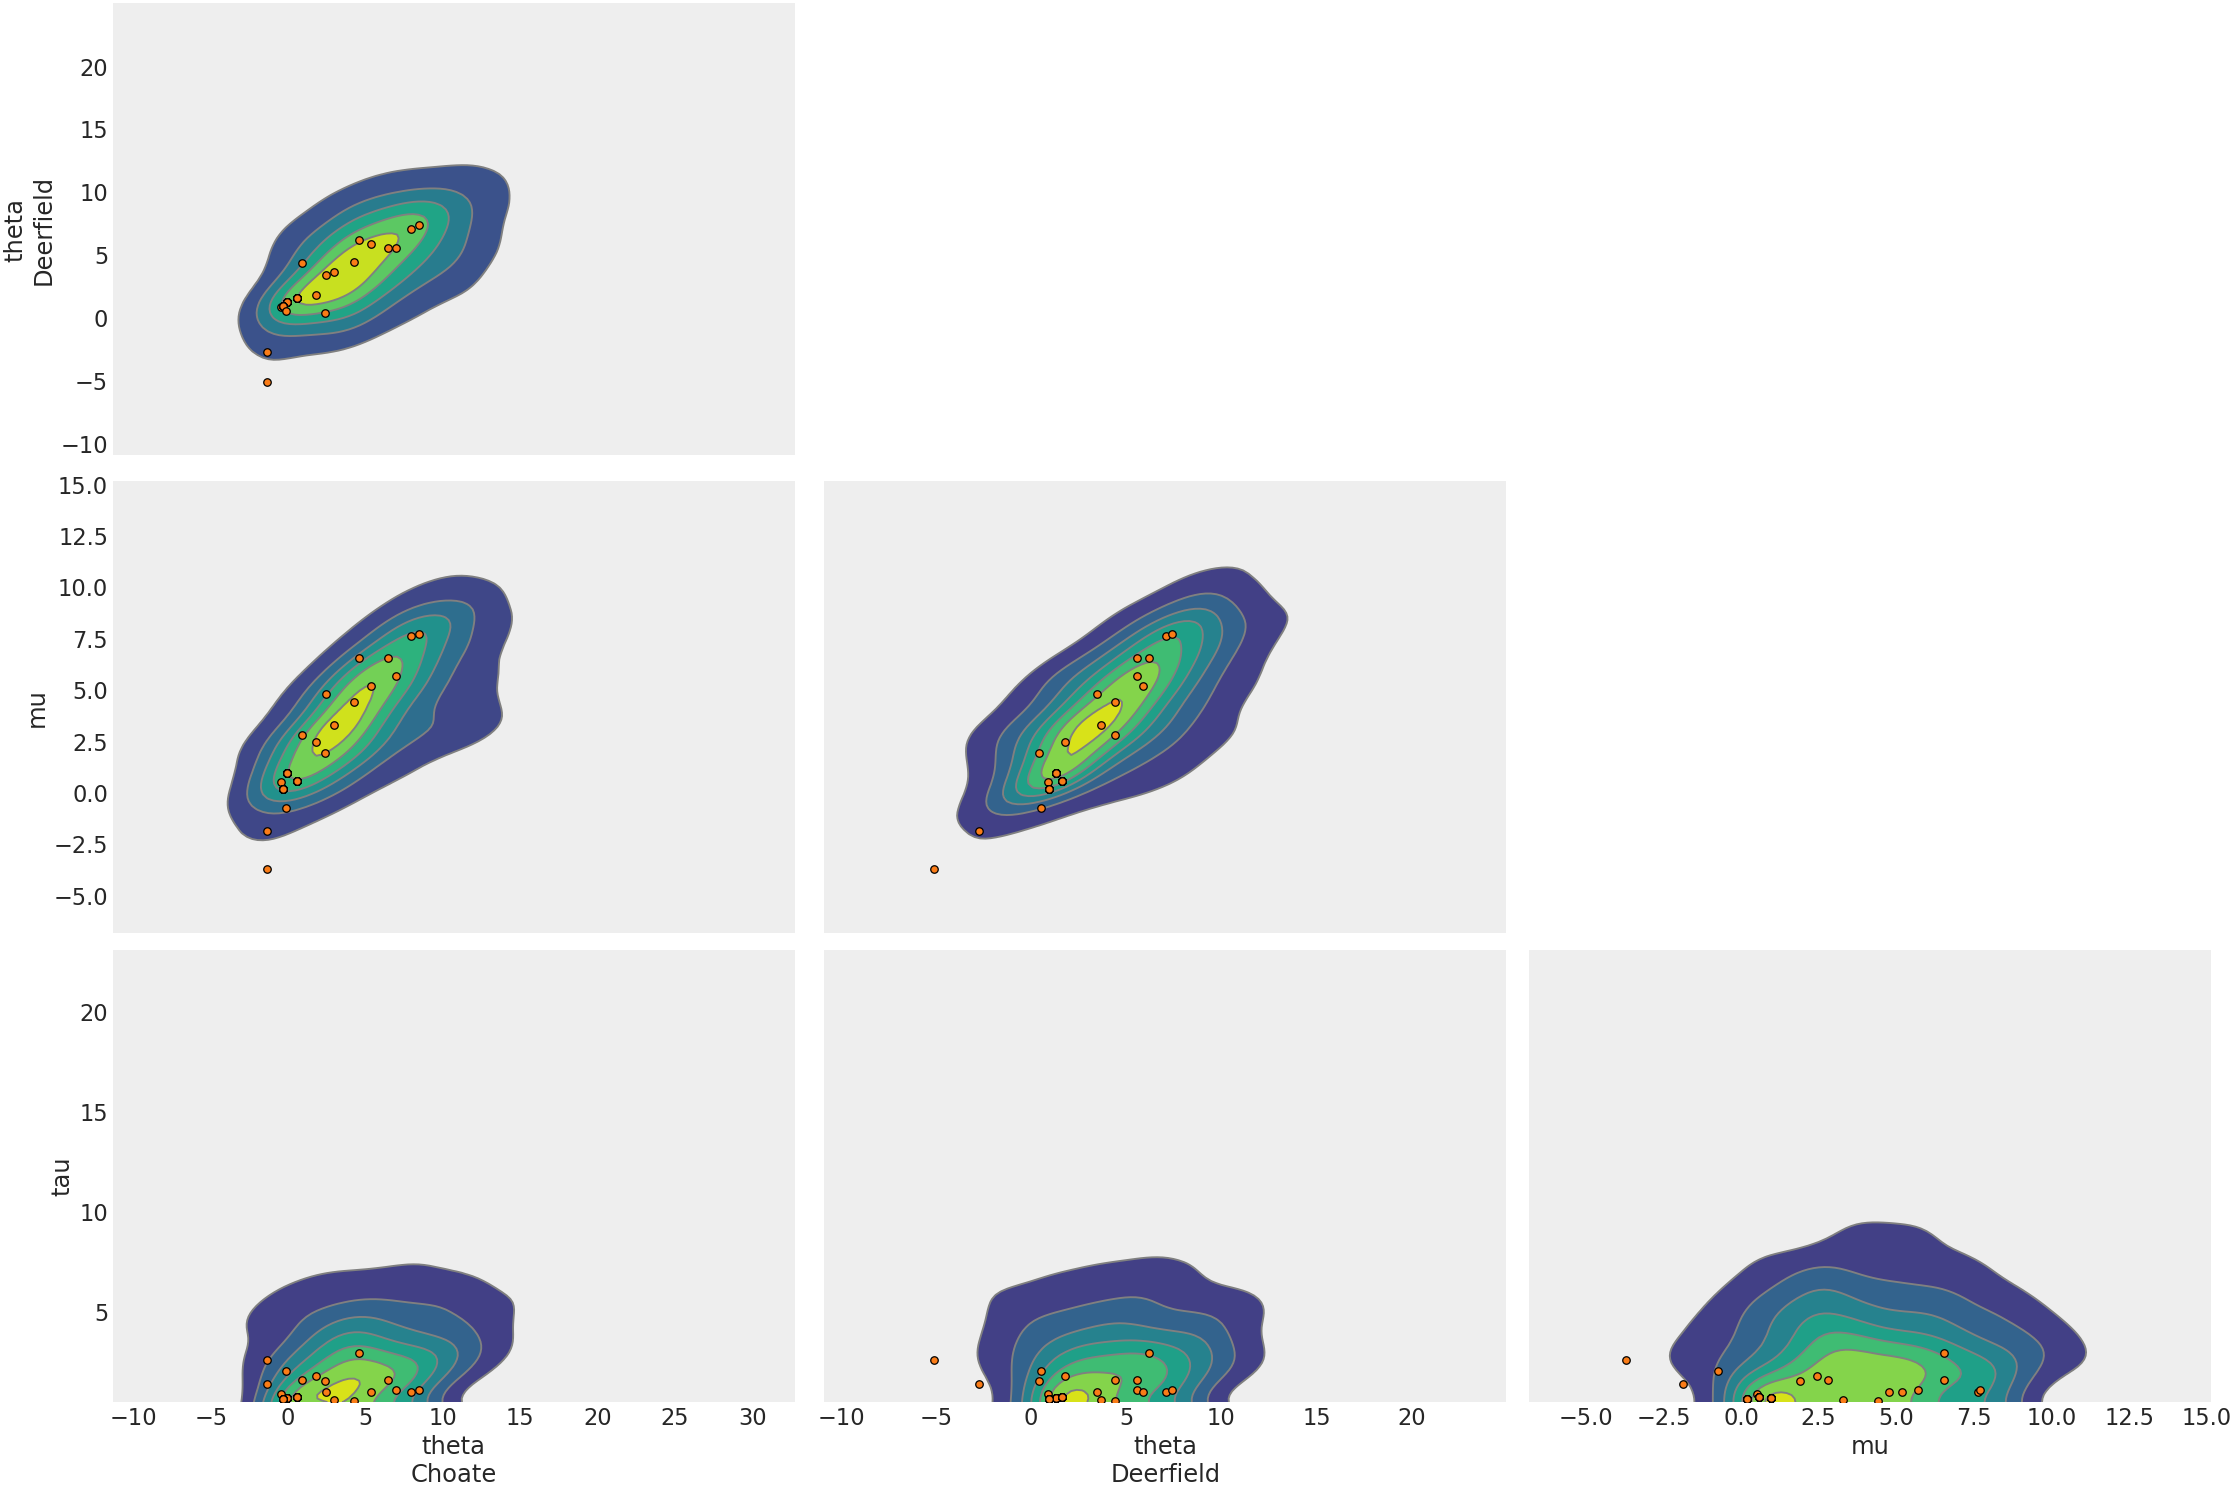 20
15
10
5
0
−5
−10
theta
Deerfield
15.0
12.5
10.0
7.5
5.0
2.5
0.0
−2.5
−5.0
mu
20
15
10
5
tau
−10 −5 0 5 10 15 20 25 30
theta
Choate
−10 −5 0 5 10 15 20
theta
Deerfield
−5.0 −2.5 0.0 2.5 5.0 7.5 10.0 12.5 15.0
mu